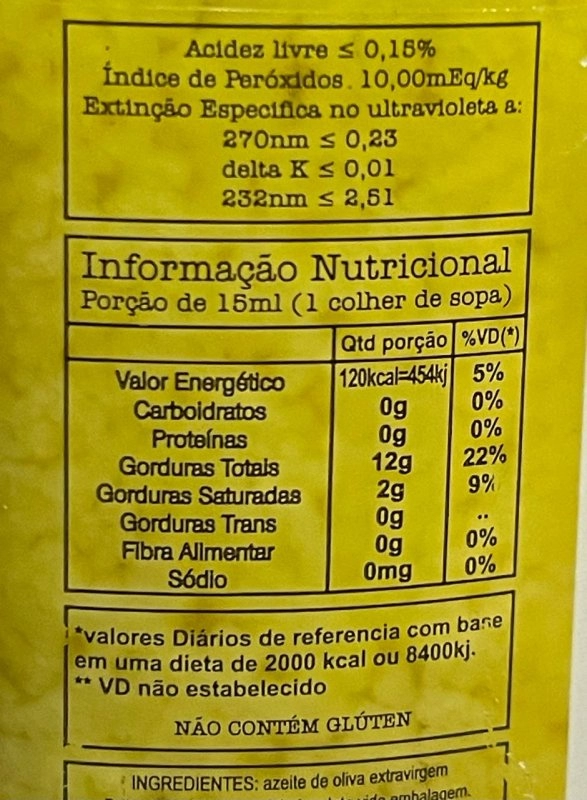 Acidez livre ≤ 0,15%
Índice de Peróxidos. 10,00mEq/kg
Extinção Especifica no ultravioleta a:
270nm ≤ 0,23
delta K ≤ 0,01
232nm ≤ 2,51
Informação Nutricional
Porção de 15ml (1 colher de sopa)
Qtd porção %VD(*)
Valor Energético 120kcal=454kj 5%
Carboidratos 0g 0%
Proteínas 0g 0%
Gorduras Totais 12g 22%
Gorduras Saturadas 2g 9%
Gorduras Trans 0g ..
Fibra Alimentar 0g 0%
Sódio 0mg 0%
*valores Diários de referencia com base
em uma dieta de 2000 kcal ou 8400kj.
** VD não estabelecido
NÃO CONTÉM GLÚTEN
INGREDIENTES: azeite de oliva extravirgem
embalagem.